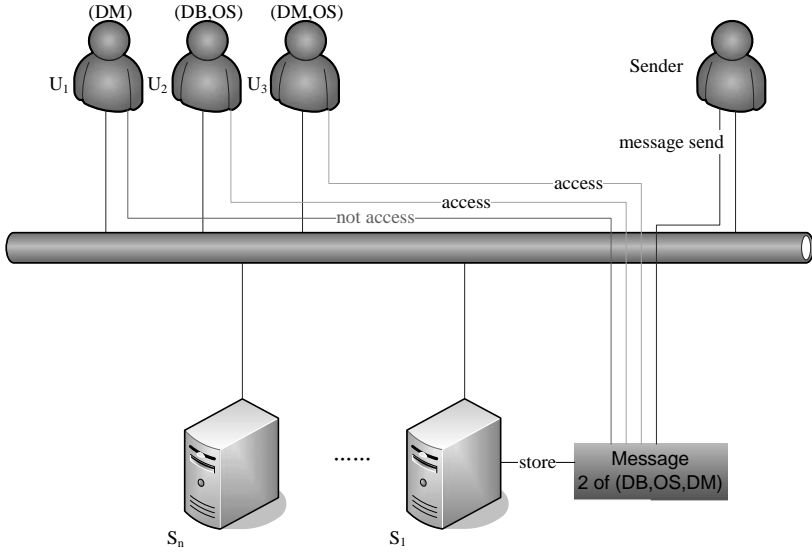 (DM) (DB,OS) (DM,OS)
U1 U2 U3 Sender
message send
access
access
not access
......
store
Message
2 of (DB,OS,DM)
Sn S1